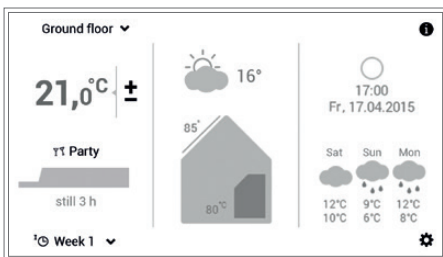 Ground floor
21,0°C ±
Party
still 3 h
Week 1
16°
85°
80°C
17:00
Fr, 17.04.2015
Sat Sun Mon
12°C 9°C 12°C
10°C 6°C 8°C